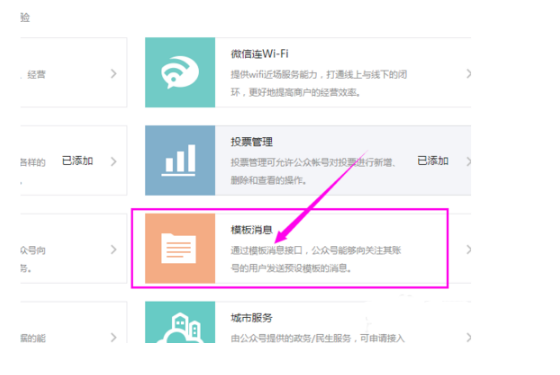 验
微信连Wi-Fi
经营
提供wifi近场服务能力，打通线上与线下的闭
环，更好地提高商户的经营效率。
投票管理
各样的
已添加
投票管理可允许公众帐号对投票进行新增、
已添加
删除和查看的操作。
模板消息
众号向
通过模板消息接口，公众号能够向关注其账
务。
号的用户发送预设模板的消息。
城市服务
据的能
由公众号提供的政务/民生服务，可申请接入